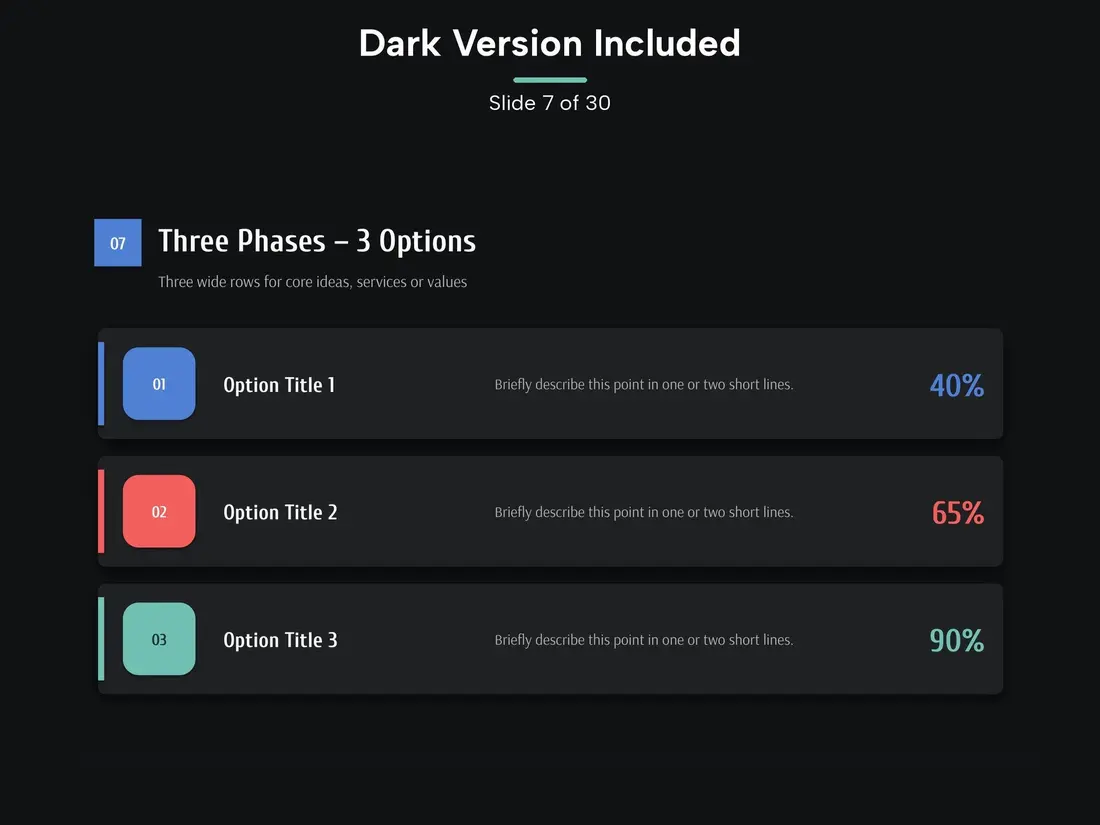 Dark Version Included
Slide 7 of 30
07
Three Phases – 3 Options
Three wide rows for core ideas, services or values
01
Option Title 1
Briefly describe this point in one or two short lines.
40%
02
Option Title 2
Briefly describe this point in one or two short lines.
65%
03
Option Title 3
Briefly describe this point in one or two short lines.
90%